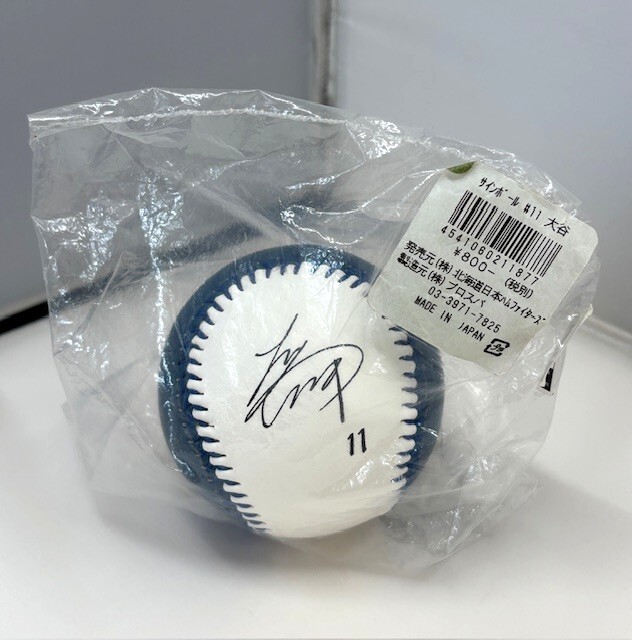 サインボール #11 大谷
4541080211877
¥800- (税別)
発売元(株)北海道日本ハムファイターズ
製造元(株)プロスパ
03-3971-7825
MADE IN JAPAN
11